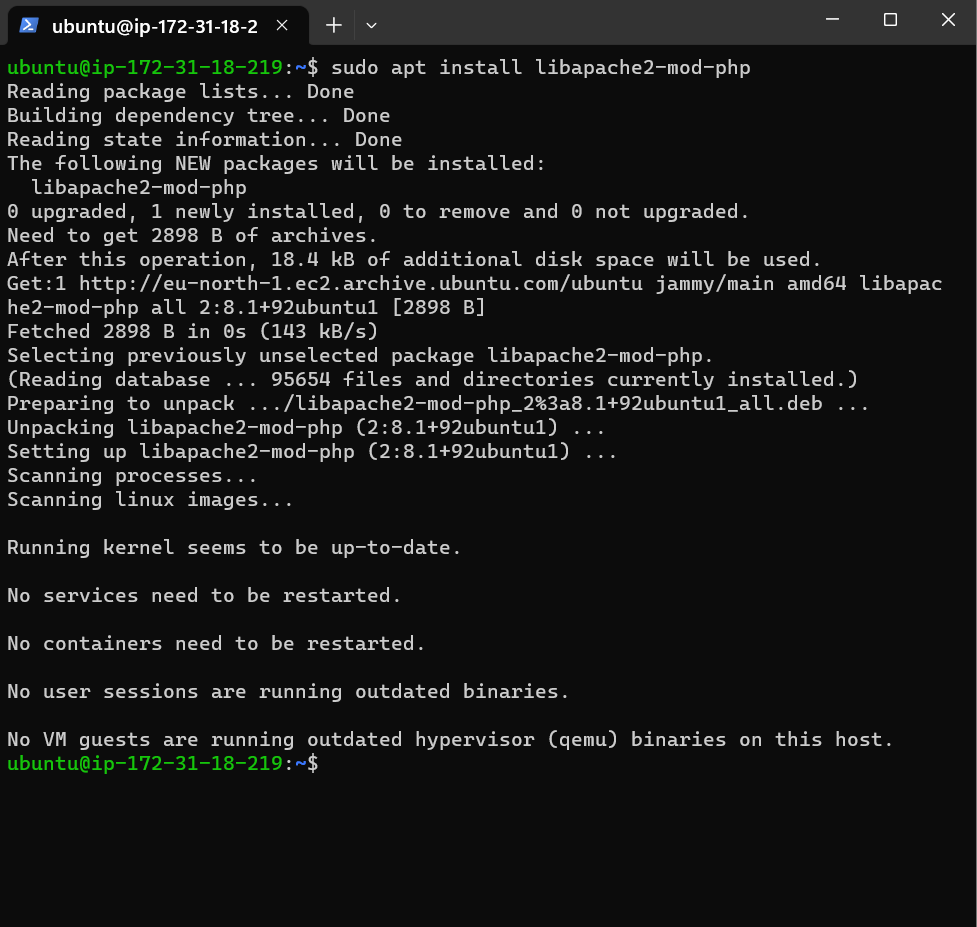 ubuntu@ip-172-31-18-2
ubuntu@ip-172-31-18-219:~$ sudo apt install libapache2-mod-php
Reading package lists... Done
Building dependency tree... Done
Reading state information... Done
The following NEW packages will be installed:
  libapache2-mod-php
0 upgraded, 1 newly installed, 0 to remove and 0 not upgraded.
Need to get 2898 B of archives.
After this operation, 18.4 kB of additional disk space will be used.
Get:1 http://eu-north-1.ec2.archive.ubuntu.com/ubuntu jammy/main amd64 libapac
he2-mod-php all 2:8.1+92ubuntu1 [2898 B]
Fetched 2898 B in 0s (143 kB/s)
Selecting previously unselected package libapache2-mod-php.
(Reading database ... 95654 files and directories currently installed.)
Preparing to unpack .../libapache2-mod-php_2%3a8.1+92ubuntu1_all.deb ...
Unpacking libapache2-mod-php (2:8.1+92ubuntu1) ...
Setting up libapache2-mod-php (2:8.1+92ubuntu1) ...
Scanning processes...
Scanning linux images...
Running kernel seems to be up-to-date.
No services need to be restarted.
No containers need to be restarted.
No user sessions are running outdated binaries.
No VM guests are running outdated hypervisor (qemu) binaries on this host.
ubuntu@ip-172-31-18-219:~$